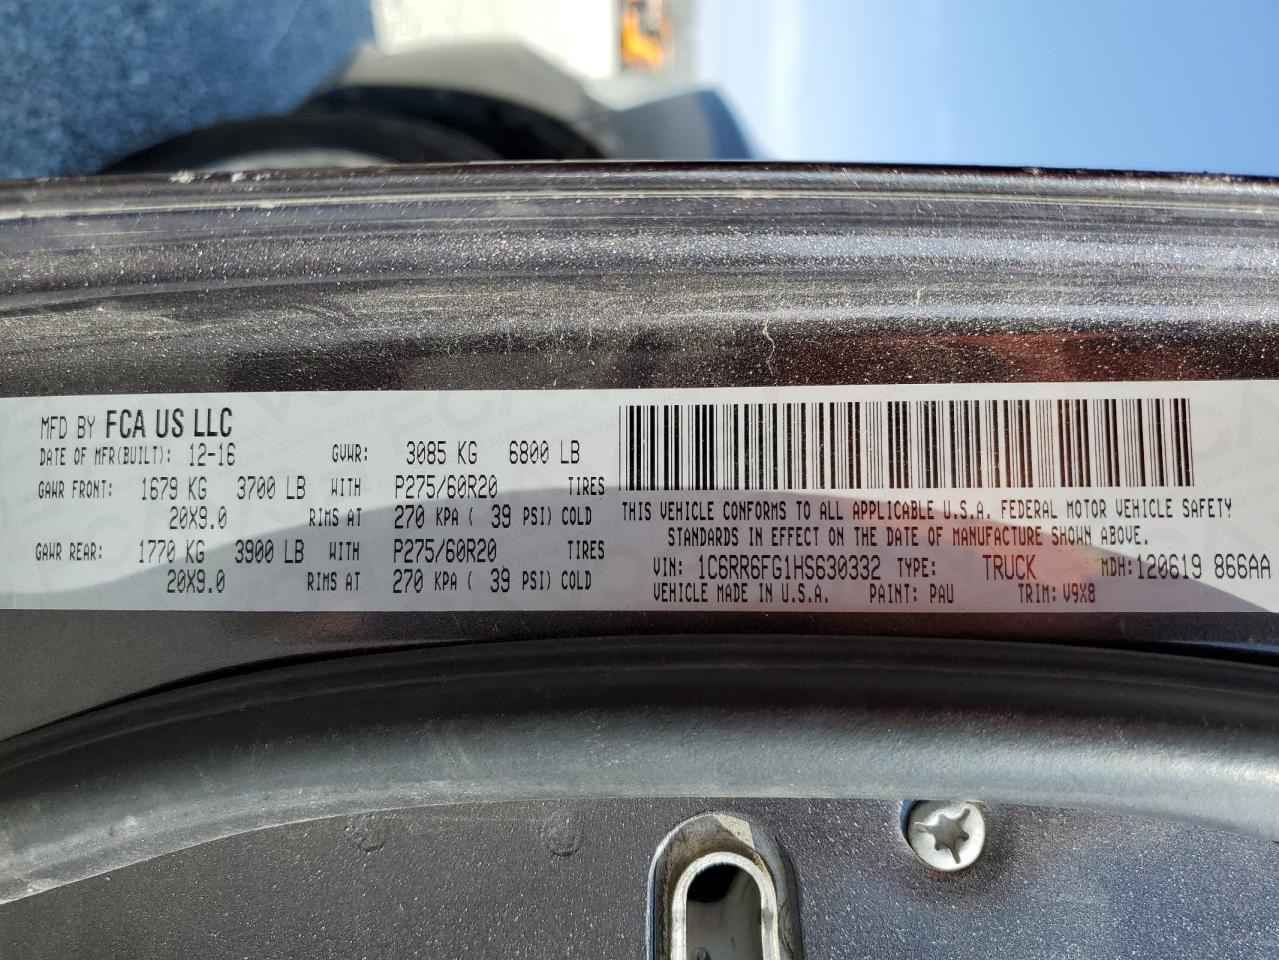 MFD BY FCA US LLC
DATE OF MFR(BUILT): 12-16 GVWR: 3085 KG 6800 LB
GAWR FRONT: 1679 KG 3700 LB WITH P275/60R20 TIRES
20X9.0 RIMS AT 270 KPA ( 39 PSI) COLD
GAWR REAR: 1770 KG 3900 LB WITH P275/60R20 TIRES
20X9.0 RIMS AT 270 KPA ( 39 PSI) COLD
THIS VEHICLE CONFORMS TO ALL APPLICABLE U.S.A. FEDERAL MOTOR VEHICLE SAFETY
STANDARDS IN EFFECT ON THE DATE OF MANUFACTURE SHOWN ABOVE.
VIN: 1C6RR6FG1HS630332 TYPE: TRUCK MDH:120619 866AA
VEHICLE MADE IN U.S.A. PAINT: PAU TRIM: V9X8